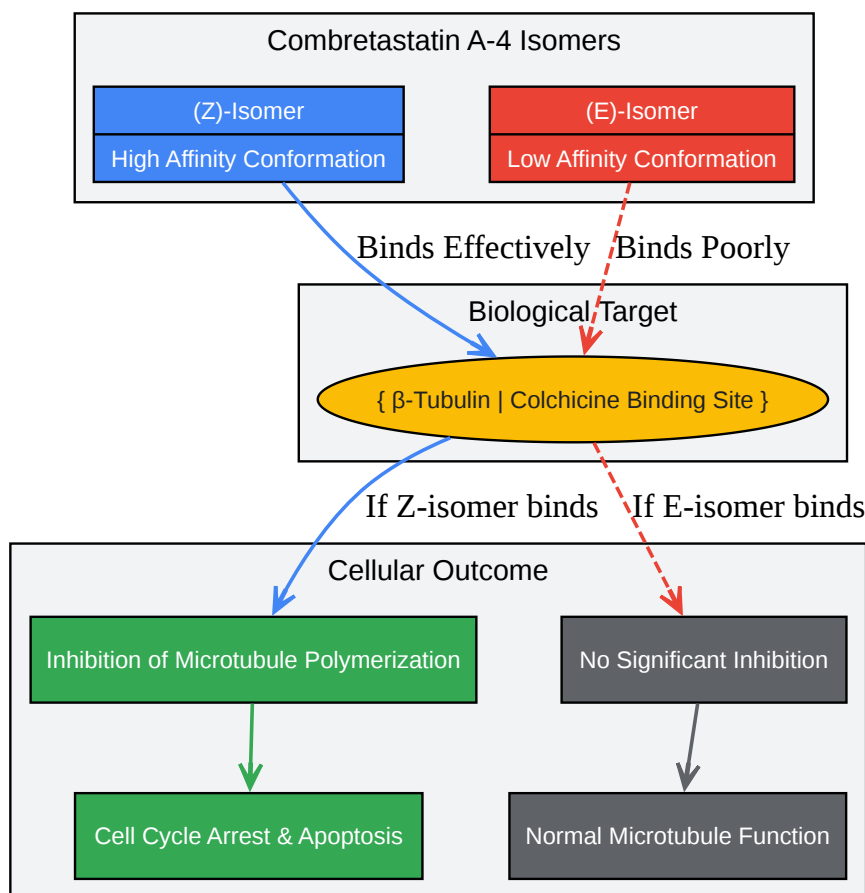 Combretastatin A-4 Isomers
(Z)-Isomer
High Affinity Conformation
(E)-Isomer
Low Affinity Conformation
Binds Effectively
Binds Poorly
Biological Target
{ β-Tubulin | Colchicine Binding Site }
If Z-isomer binds
If E-isomer binds
Cellular Outcome
Inhibition of Microtubule Polymerization
No Significant Inhibition
Cell Cycle Arrest & Apoptosis
Normal Microtubule Function